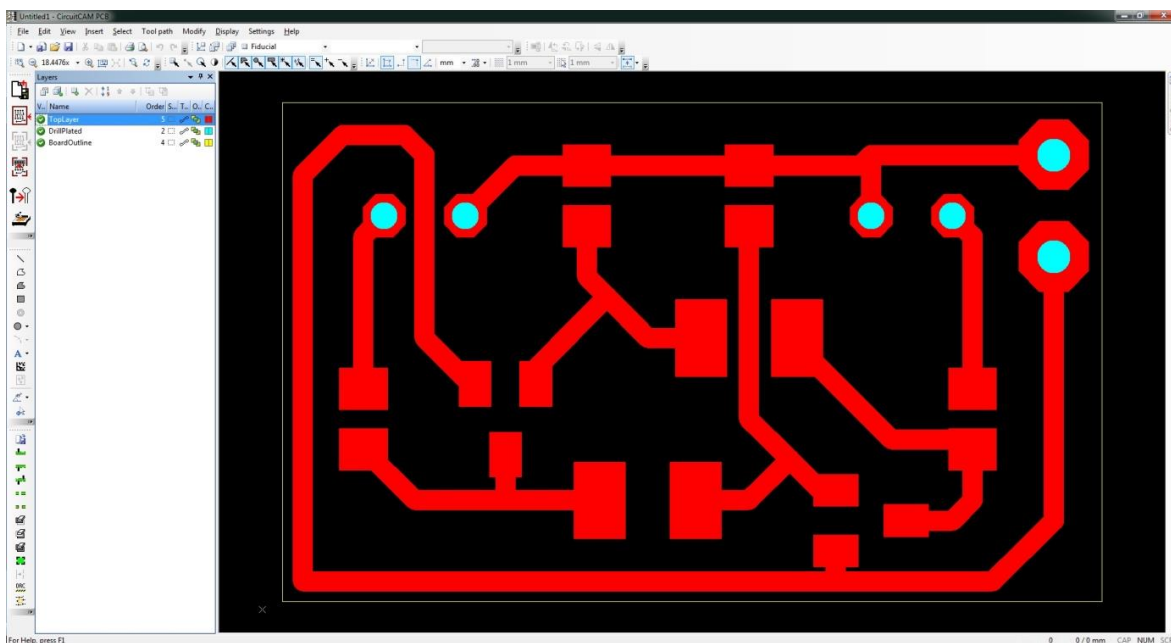 Untitled1 - CircuitCAM PCB
File Edit View Insert Select Tool path Modify Display Settings Help
Fiducial
18.4476x mm 1 mm 1 mm
Layers
V.. Name Order S.. T.. O.. C..
TopLayer 5
DrillPlated 2
BoardOutline 4
A
DRC
For Help, press F1 0 0 / 0 mm CAP NUM SC